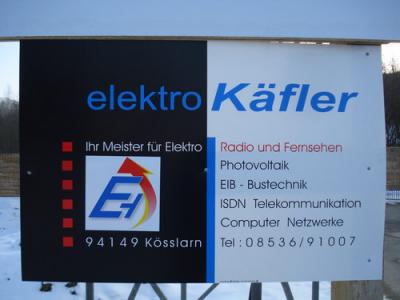 elektro Käfler
Ihr Meister für Elektro
EH
94149 Kösslarn
Radio und Fernsehen
Photovoltaik
EIB - Bustechnik
ISDN Telekommunikation
Computer Netzwerke
Tel : 08536/91007